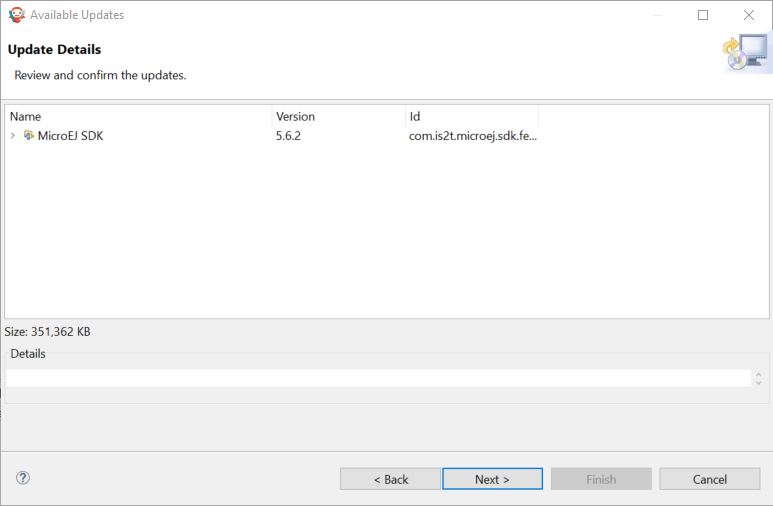 Available Updates
Update Details
Review and confirm the updates.
Name Version Id
MicroEJ SDK 5.6.2 com.is2t.microej.sdk.fe...
Size: 351,362 KB
Details
? < Back Next > Finish Cancel